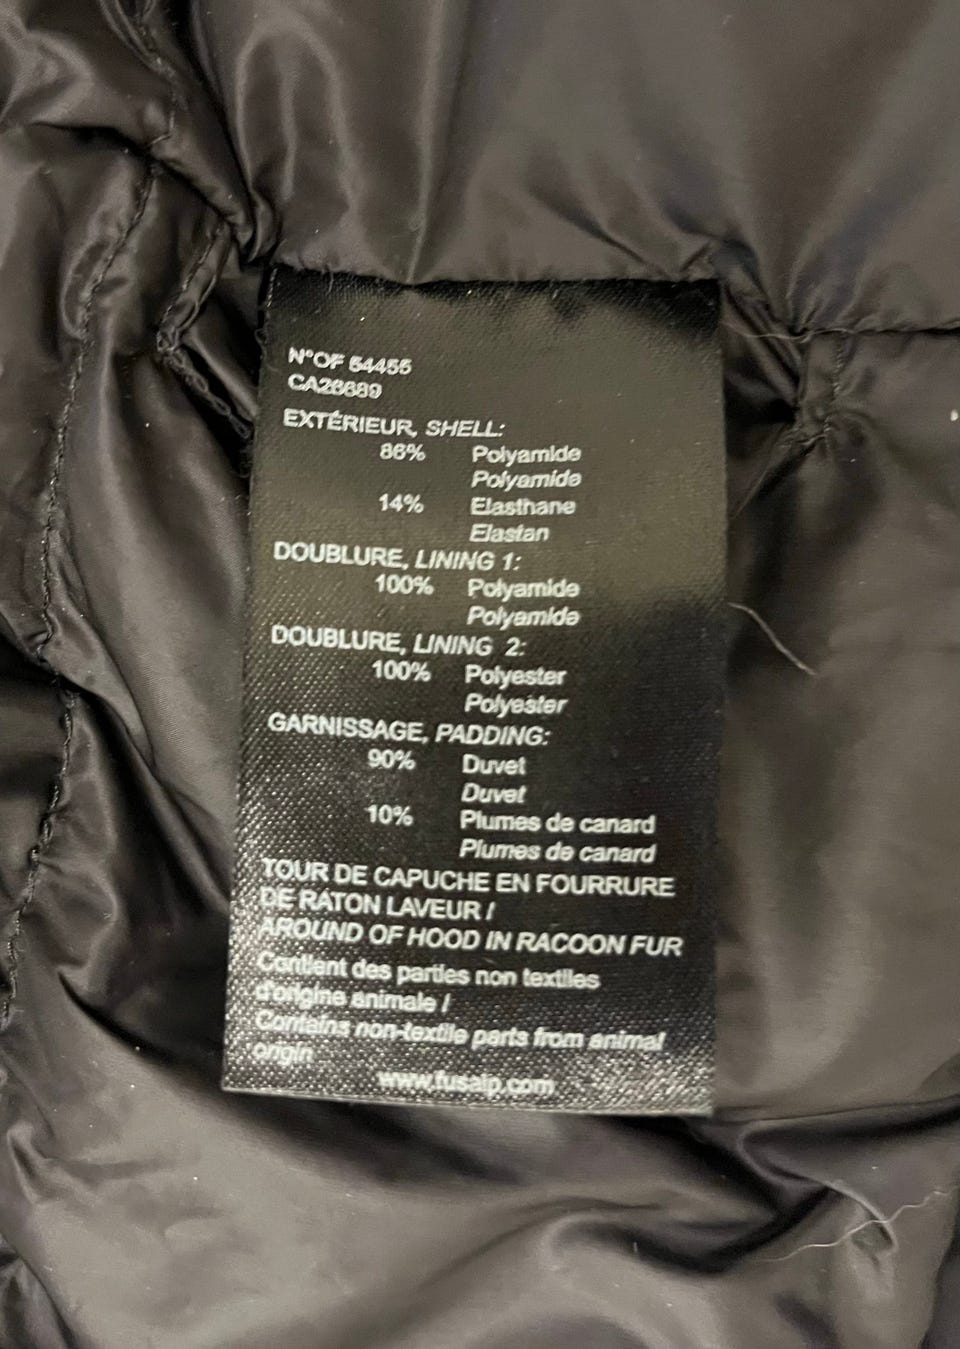 N°OF 54455
CA26689
EXTÉRIEUR, SHELL:
86% Polyamide
Polyamide
14% Elasthane
Elastan
DOUBLURE, LINING 1:
100% Polyamide
Polyamide
DOUBLURE, LINING 2:
100% Polyester
Polyester
GARNISSAGE, PADDING:
90% Duvet
Duvet
10% Plumes de canard
Plumes de canard
TOUR DE CAPUCHE EN FOURRURE
DE RATON LAVEUR /
AROUND OF HOOD IN RACOON FUR
Contient des parties non textiles
d'origine animale /
Contains non-textile parts from animal
origin
www.fusalp.com